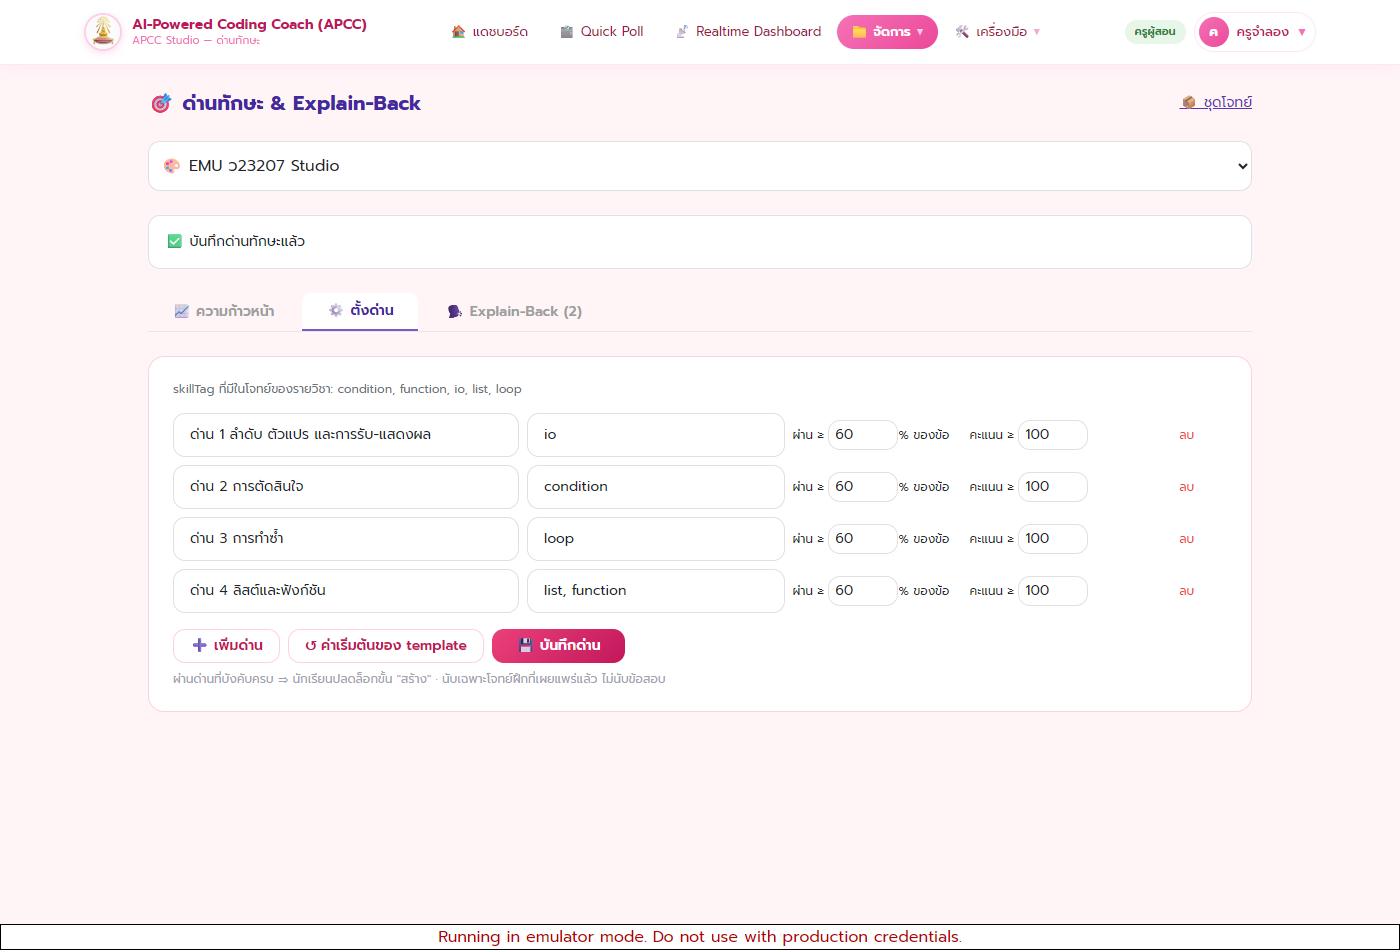 AI-Powered Coding Coach (APCC)
APCC Studio — ด่านทักษะ
แดชบอร์ด
Quick Poll
Realtime Dashboard
จัดการ ▾
เครื่องมือ ▾
ครูผู้สอน
ค
ครูจำลอง ▾
ด่านทักษะ & Explain-Back
ชุดโจทย์
EMU ว23207 Studio
บันทึกด่านทักษะแล้ว
ความก้าวหน้า
ตั้งด่าน
Explain-Back (2)
skillTag ที่มีในโจทย์ของรายวิชา: condition, function, io, list, loop
ด่าน 1 ลำดับ ตัวแปร และการรับ-แสดงผล io ผ่าน ≥ 60 % ของข้อ คะแนน ≥ 100 ลบ
ด่าน 2 การตัดสินใจ condition ผ่าน ≥ 60 % ของข้อ คะแนน ≥ 100 ลบ
ด่าน 3 การทำซ้ำ loop ผ่าน ≥ 60 % ของข้อ คะแนน ≥ 100 ลบ
ด่าน 4 ลิสต์และฟังก์ชัน list, function ผ่าน ≥ 60 % ของข้อ คะแนน ≥ 100 ลบ
➕ เพิ่มด่าน
↺ ค่าเริ่มต้นของ template
บันทึกด่าน
ผ่านด่านที่บังคับครบ ⇒ นักเรียนปลดล็อกขั้น "สร้าง" · นับเฉพาะโจทย์ฝึกที่เผยแพร่แล้ว ไม่นับข้อสอบ
Running in emulator mode. Do not use with production credentials.